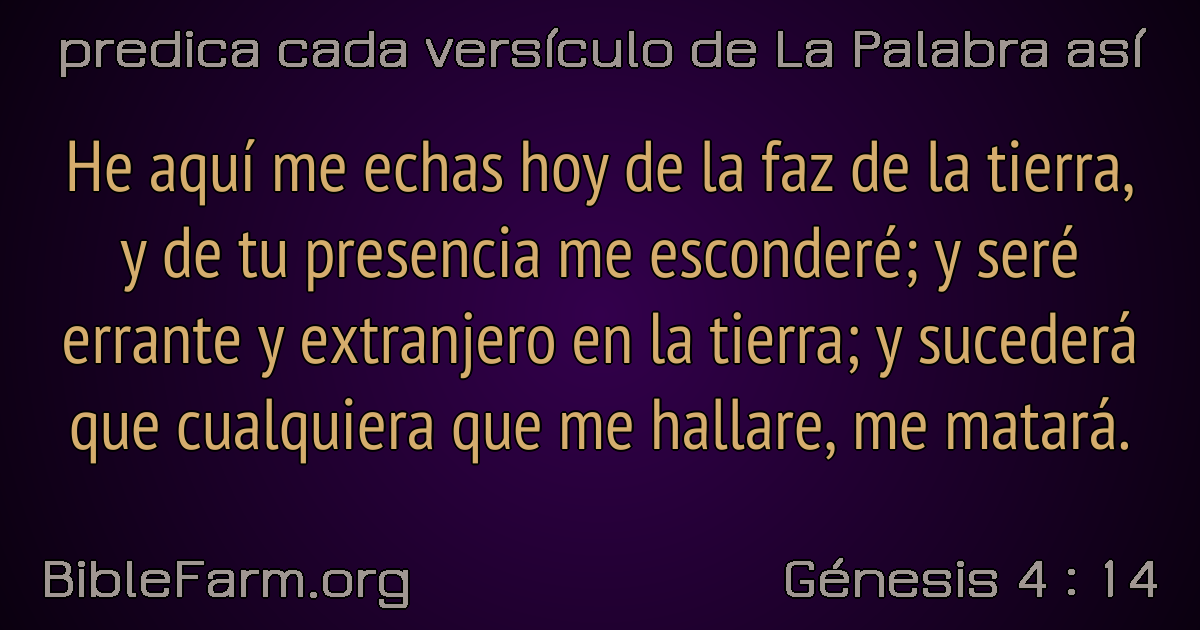 predica cada versículo de La Palabra así
He aquí me echas hoy de la faz de la tierra,
y de tu presencia me esconderé; y seré
errante y extranjero en la tierra; y sucederá
que cualquiera que me hallare, me matará.
BibleFarm.org
Génesis 4 : 14